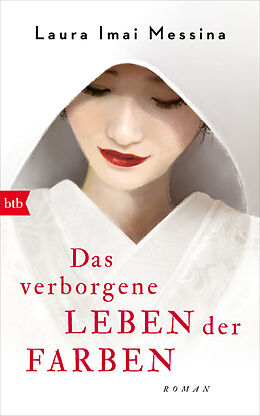 Laura Imai Messina
btb
Das
verborgene
LEBEN der
FARBEN
ROMAN